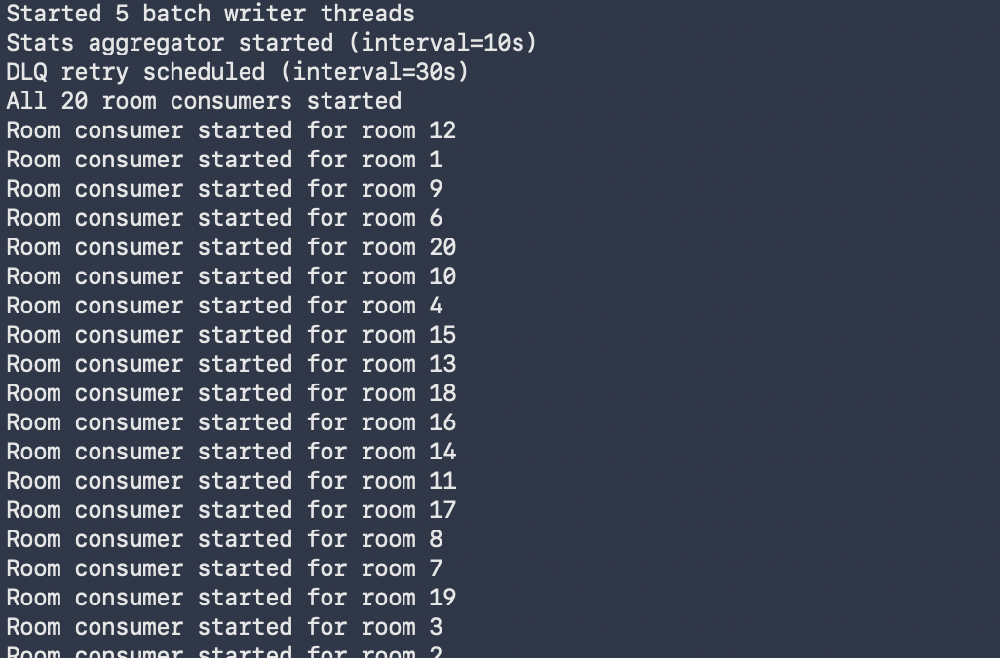 Started 5 batch writer threads
Stats aggregator started (interval=10s)
DLQ retry scheduled (interval=30s)
All 20 room consumers started
Room consumer started for room 12
Room consumer started for room 1
Room consumer started for room 9
Room consumer started for room 6
Room consumer started for room 20
Room consumer started for room 10
Room consumer started for room 4
Room consumer started for room 15
Room consumer started for room 13
Room consumer started for room 18
Room consumer started for room 16
Room consumer started for room 14
Room consumer started for room 11
Room consumer started for room 17
Room consumer started for room 8
Room consumer started for room 7
Room consumer started for room 19
Room consumer started for room 3
Room consumer started for room 2